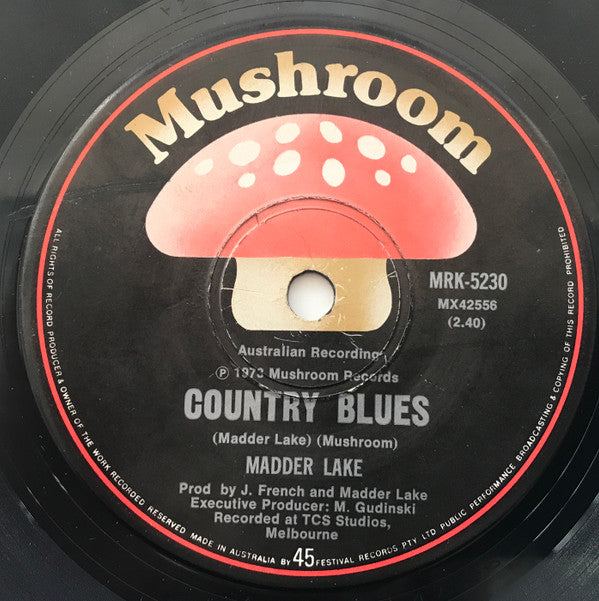 Mushroom
MRK-5230
MX42556
(2.40)
Australian Recording
℗ 1973 Mushroom Records
COUNTRY BLUES
(Madder Lake) (Mushroom)
MADDER LAKE
Prod by J. French and Madder Lake
Executive Producer: M. Gudinski
Recorded at TCS Studios,
Melbourne
45
ALL RIGHTS OF RECORD PRODUCER & OWNER OF THE WORK RECORDED RESERVED MADE IN AUSTRALIA BY FESTIVAL RECORDS PTY LTD PUBLIC PERFORMANCE BROADCASTING & COPYING OF THIS RECORD PROHIBITED